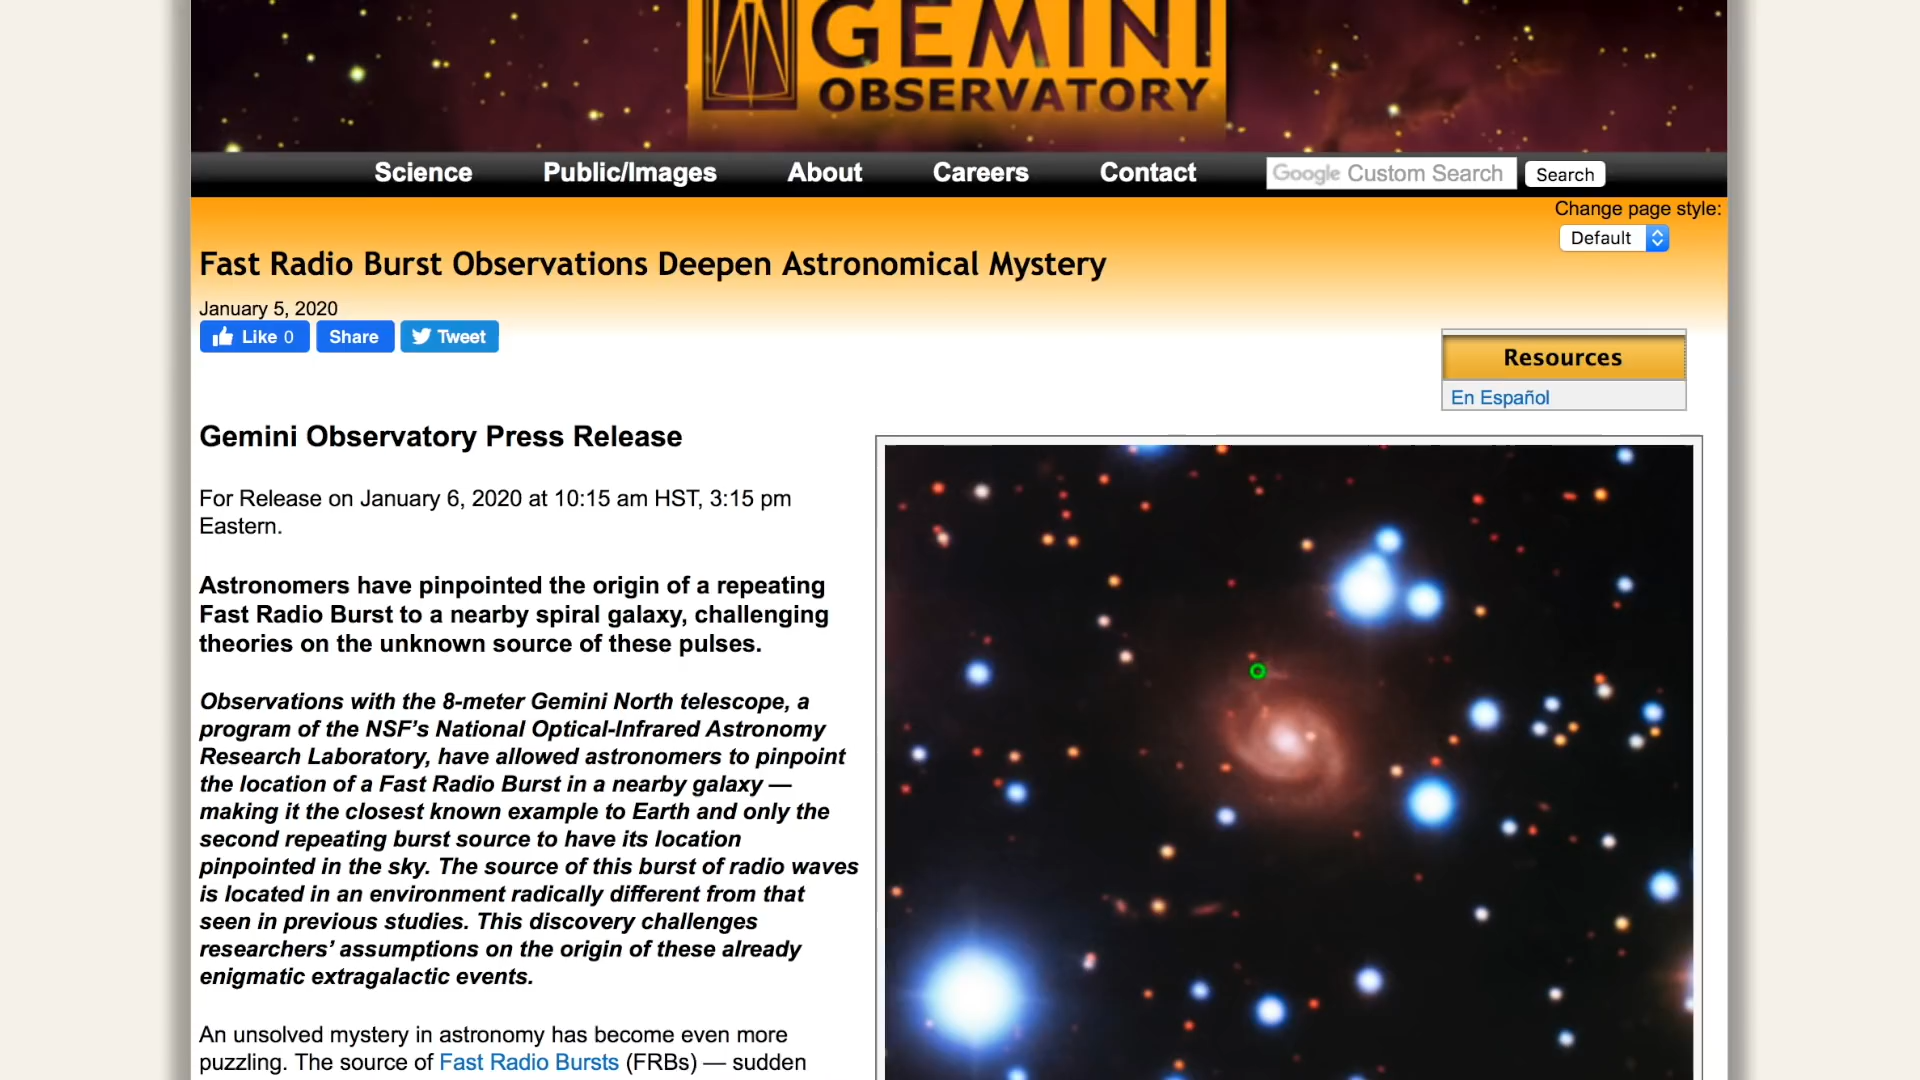 GEMINI
OBSERVATORY
Science Public/Images About Careers Contact Google Custom Search Search
Change page style:
Default
Fast Radio Burst Observations Deepen Astronomical Mystery
January 5, 2020
Like 0 Share Tweet
Resources
En Español
Gemini Observatory Press Release
For Release on January 6, 2020 at 10:15 am HST, 3:15 pm
Eastern.
Astronomers have pinpointed the origin of a repeating
Fast Radio Burst to a nearby spiral galaxy, challenging
theories on the unknown source of these pulses.
Observations with the 8-meter Gemini North telescope, a
program of the NSF’s National Optical-Infrared Astronomy
Research Laboratory, have allowed astronomers to pinpoint
the location of a Fast Radio Burst in a nearby galaxy —
making it the closest known example to Earth and only the
second repeating burst source to have its location
pinpointed in the sky. The source of this burst of radio waves
is located in an environment radically different from that
seen in previous studies. This discovery challenges
researchers’ assumptions on the origin of these already
enigmatic extragalactic events.
An unsolved mystery in astronomy has become even more
puzzling. The source of Fast Radio Bursts (FRBs) — sudden